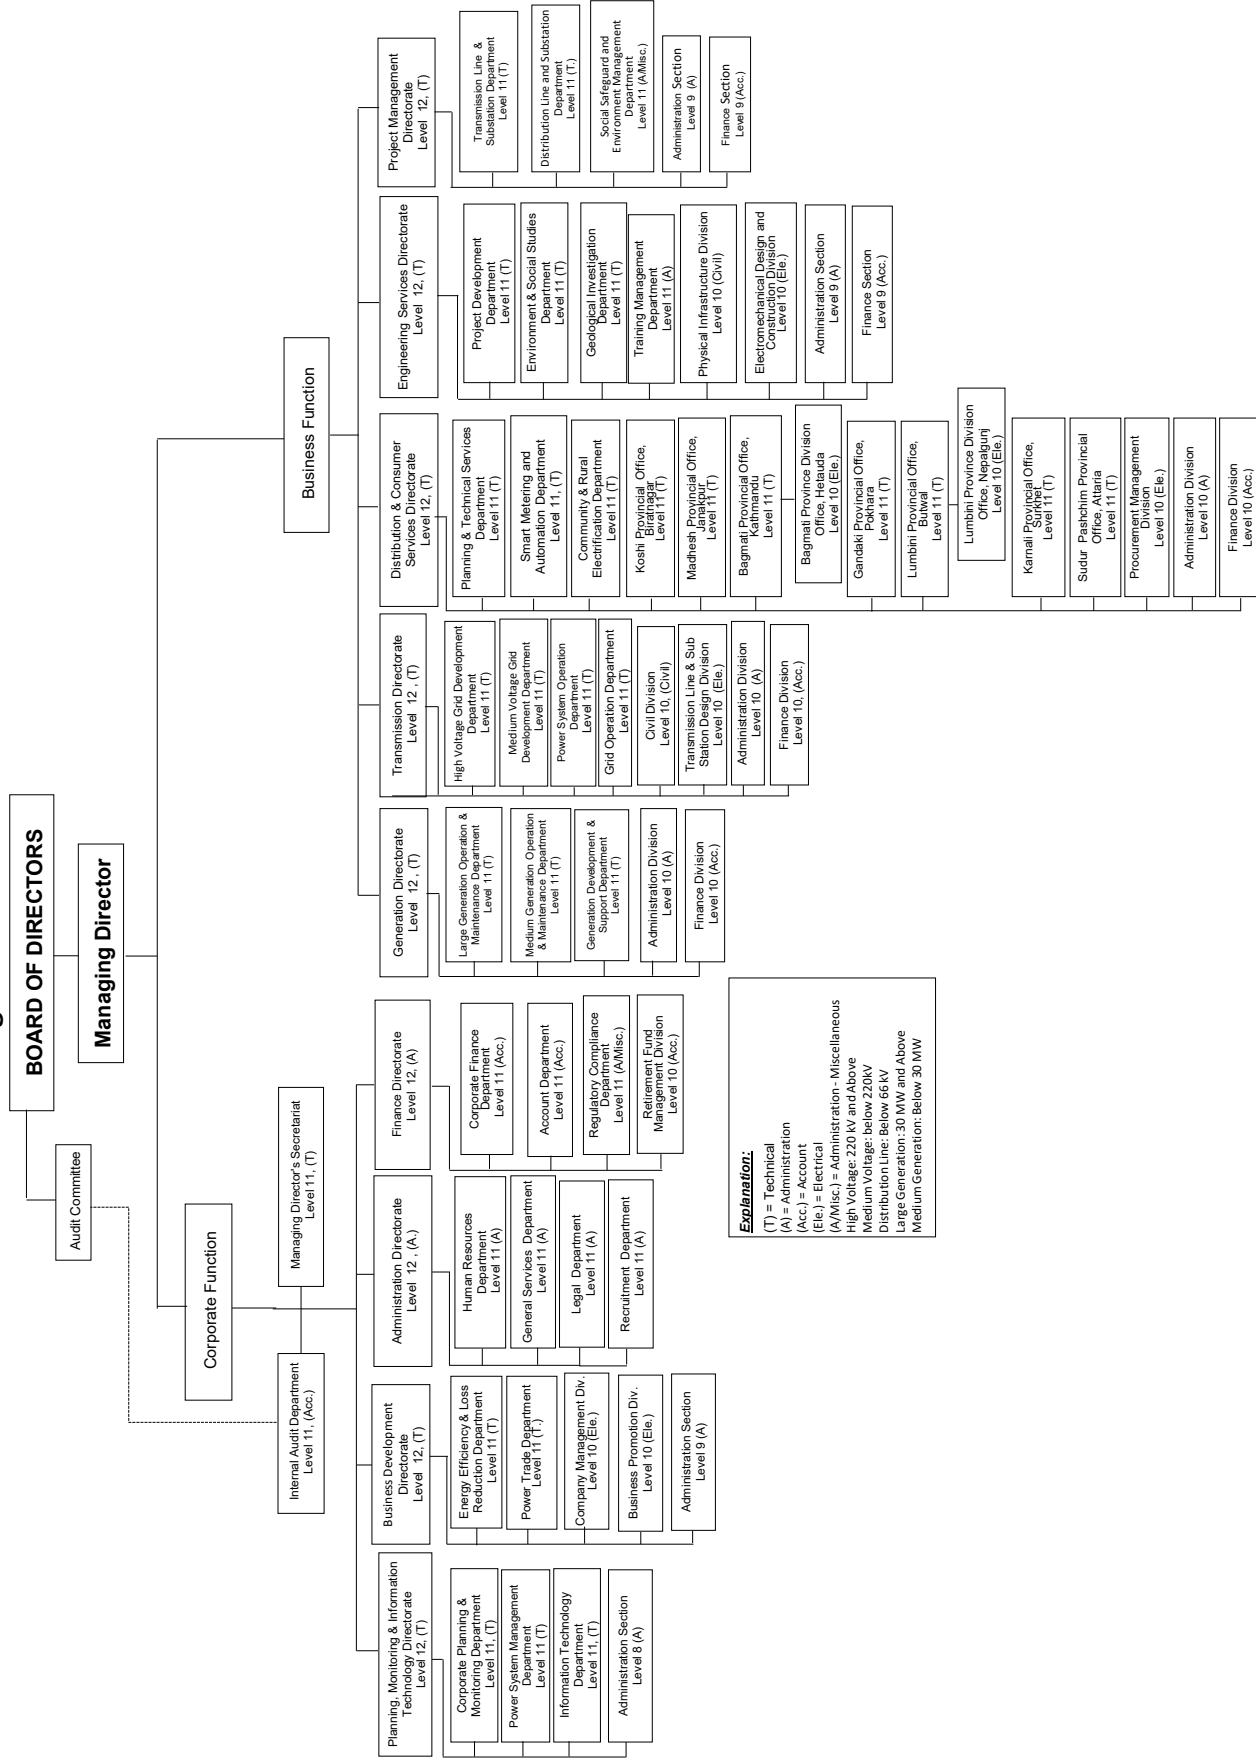 BOARD OF DIRECTORS
Managing Director
Audit Committee
Corporate Function
Business Function
Internal Audit Department
Level 11, (Acc.)
Managing Director's Secretariat
Level 11, (T)
Planning, Monitoring & Information
Technology Directorate
Level 12, (T)
Corporate Planning &
Monitoring Department
Level 11, (T)
Power System Management
Department
Level 11 (T)
Information Technology
Department
Level 11, (T)
Administration Section
Level 8 (A)
Business Development
Directorate
Level 12, (T)
Energy Efficiency & Loss
Reduction Department
Level 11 (T)
Power Trade Department
Level 11 (T.)
Company Management Div.
Level 10 (Ele.)
Business Promotion Div.
Level 10 (Ele.)
Administration Section
Level 9 (A)
Administration Directorate
Level 12 , (A.)
Human Resources
Department
Level 11 (A)
General Services Department
Level 11 (A)
Legal Department
Level 11 (A)
Recruitment Department
Level 11 (A)
Finance Directorate
Level 12, (A)
Corporate Finance
Department
Level 11 (Acc.)
Account Department
Level 11 (Acc.)
Regulatory Compliance
Department
Level 11 (A/Misc.)
Retirement Fund
Management Division
Level 10 (Acc.)
Generation Directorate
Level 12 , (T)
Large Generation Operation &
Maintenance Department
Level 11 (T)
Medium Generation Operation
& Maintenance Department
Level 11 (T)
Generation Development &
Support Department
Level 11 (T)
Administration Division
Level 10 (A)
Finance Division
Level 10 (Acc.)
Transmission Directorate
Level 12 , (T)
High Voltage Grid Development
Department
Level 11 (T)
Medium Voltage Grid
Development Department
Level 11 (T)
Power System Operation
Department
Level 11 (T)
Grid Operation Department
Level 11 (T)
Civil Division
Level 10, (Civil)
Transmission Line & Sub
Station Design Division
Level 10 (Ele.)
Administration Division
Level 10 (A)
Finance Division
Level 10, (Acc.)
Distribution & Consumer
Services Directorate
Level 12, (T)
Planning & Technical Services
Department
Level 11 (T)
Smart Metering and
Automation Department
Level 11, (T)
Community & Rural
Electrification Department
Level 11 (T)
Koshi Provincial Office,
Biratnagar
Level 11 (T)
Madhesh Provincial Office,
Janakpur
Level 11 (T)
Bagmati Provincial Office,
Kathmandu
Level 11 (T)
Bagmati Province Division
Office, Hetauda
Level 10 (Ele.)
Gandaki Provincial Office,
Pokhara
Level 11 (T)
Lumbini Provincial Office,
Butwal
Level 11 (T)
Lumbini Province Division
Office, Nepalgunj
Level 10 (Ele.)
Karnali Provincial Office,
Surkhet
Level 11 (T)
Sudur Pashchim Provincial
Office, Attaria
Level 11 (T)
Procurement Management
Division
Level 10 (Ele.)
Administration Division
Level10 (A)
Finance Division
Level 10 (Acc.)
Engineering Services Directorate
Level 12, (T)
Project Development
Department
Level 11 (T)
Environment & Social Studies
Department
Level 11 (T)
Geological Investigation
Department
Level 11 (T)
Training Management
Department
Level 11 (A)
Physical Infrastructure Division
Level 10 (Civil)
Electromechanical Design and
Construction Division
Level 10 (Ele.)
Administration Section
Level 9 (A)
Finance Section
Level 9 (Acc.)
Project Management
Directorate
Level 12, (T)
Transmission Line &
Substation Department
Level 11 (T)
Distribution Line and Substation
Department
Level 11 (T.)
Social Safeguard and
Environment Management
Department
Level 11 (A/Misc.)
Administration Section
Level 9 (A)
Finance Section
Level 9 (Acc.)
Explanation:
(T) = Technical
(A) = Administration
(Acc.) = Account
(Ele.) = Electrical
(A/Misc.) = Administration - Miscellaneous
High Voltage: 220 kV and Above
Medium Voltage: below 220kV
Distribution Line: Below 66 kV
Large Generation:30 MW and Above
Medium Generation: Below 30 MW